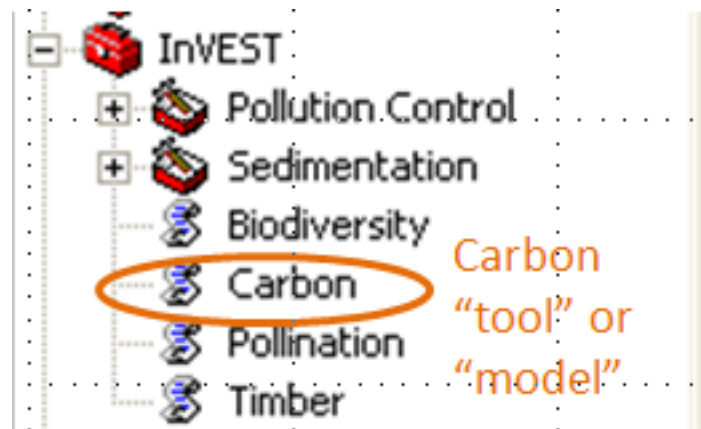 InVEST
Pollution Control
Sedimentation
Biodiversity
Carbon
Pollination
Timber
Carbon
“tool” or
“model”